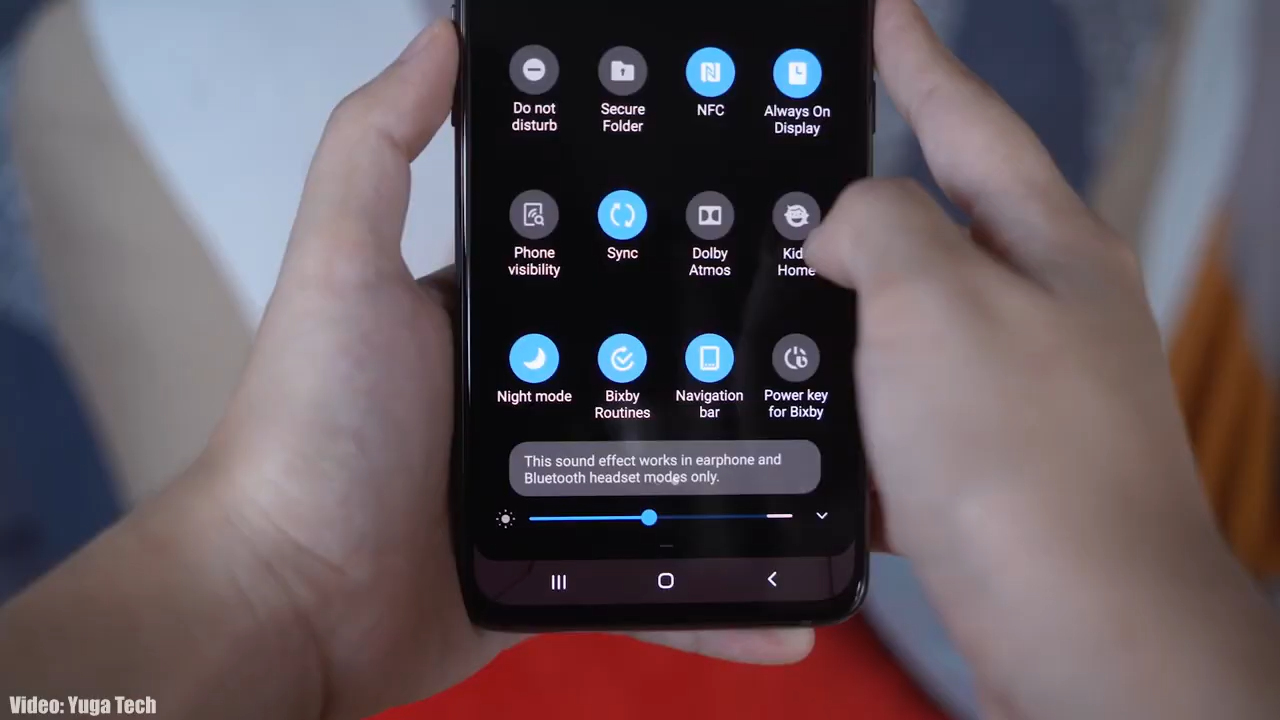 Do not
disturb
Secure
Folder
NFC
Always On
Display
Phone
visibility
Sync
Dolby
Atmos
Home
Night mode
Bixby
Routines
Navigation
bar
Power key
for Bixby
This sound effect works in earphone and
Bluetooth headset modes only.
Video: Yuga Tech